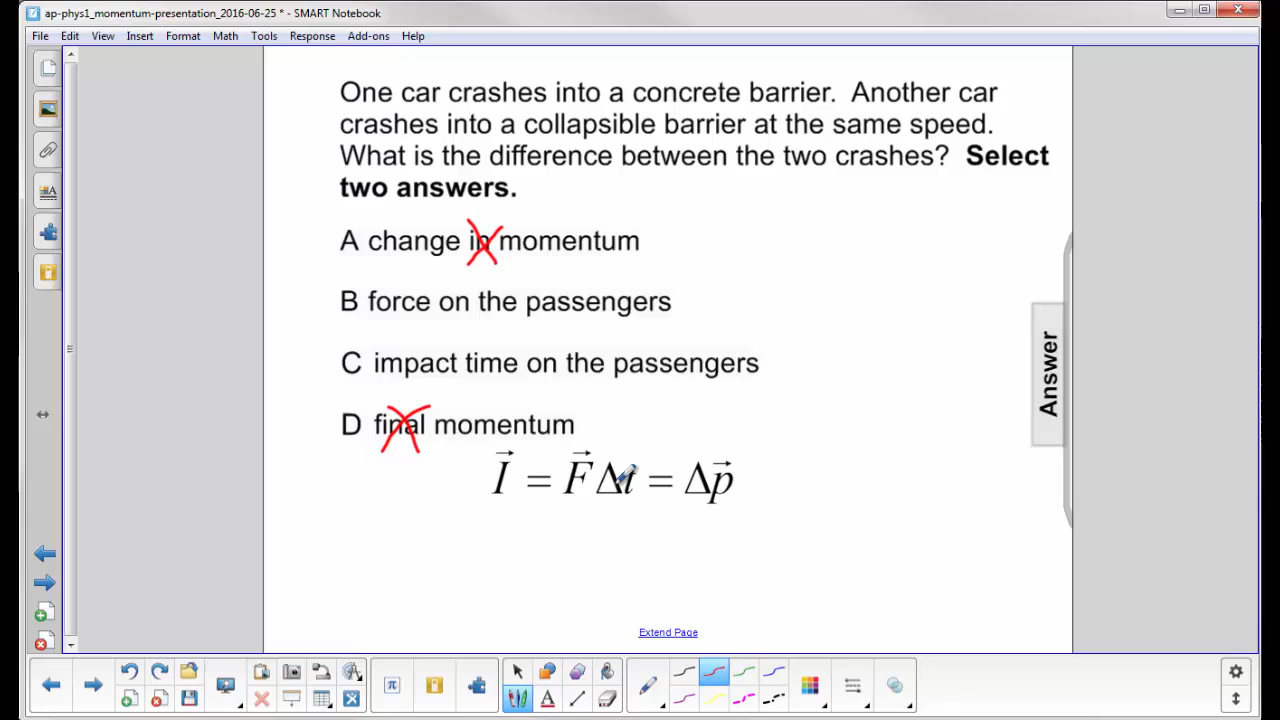 ap-phys1_momentum-presentation_2016-06-25 * - SMART Notebook
File Edit View Insert Format Math Tools Response Add-ons Help
One car crashes into a concrete barrier. Another car
crashes into a collapsible barrier at the same speed.
What is the difference between the two crashes? Select
two answers.
A change in momentum
B force on the passengers
C impact time on the passengers
D final momentum
I⃗ = F⃗Δt = Δp⃗
Answer
Extend Page